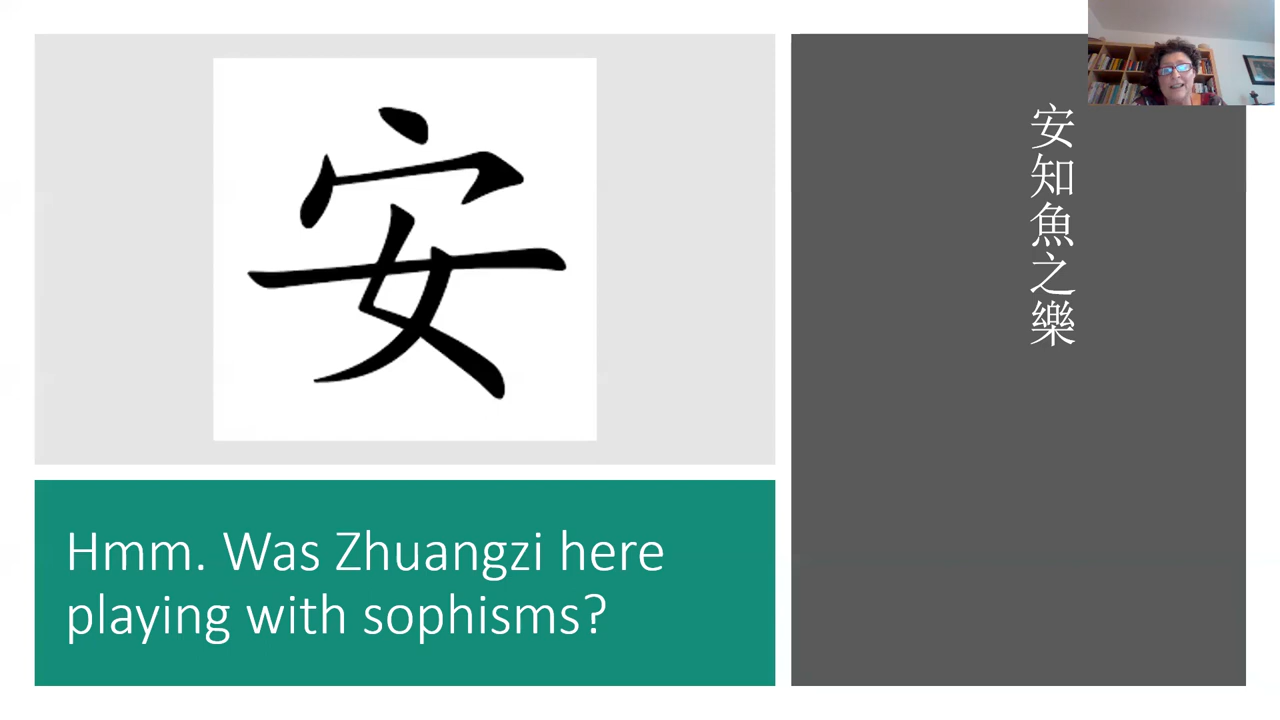 安
Hmm. Was Zhuangzi here
playing with sophisms?
安知魚之樂